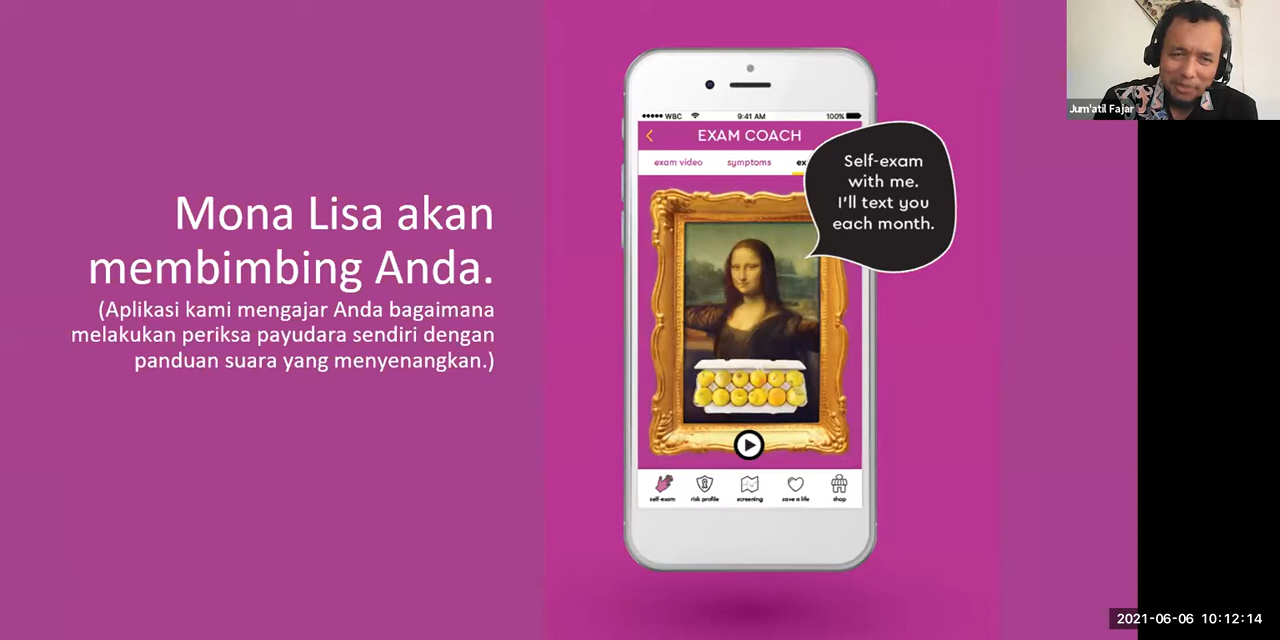 Mona Lisa akan
membimbing Anda.
(Aplikasi kami mengajar Anda bagaimana
melakukan periksa payudara sendiri dengan
panduan suara yang menyenangkan.)
WBC 9:41 AM 100%
EXAM COACH
exam video symptoms ex
Self-exam
with me.
I'll text you
each month.
self-exam risk profile screening save a life shop
Jum'atil Fajar
2021-06-06 10:12:14